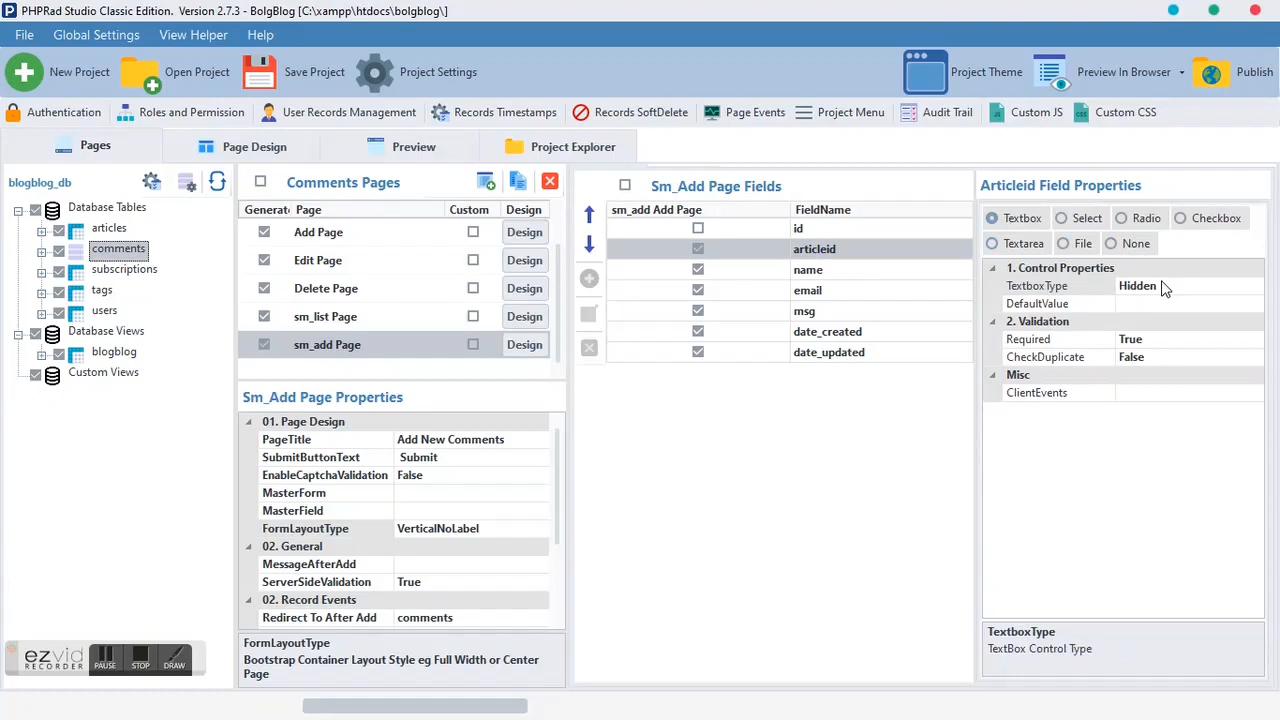 PHPRad Studio Classic Edition.  Version 2.7.3 - BolgBlog [C:\xampp\htdocs\bolgblog\]
File Global Settings View Helper Help
New Project Open Project Save Project Project Settings Project Theme Preview In Browser Publish
Authentication Roles and Permission User Records Management Records Timestamps Records SoftDelete Page Events Project Menu Audit Trail Custom JS Custom CSS
Pages Page Design Preview Project Explorer
blogblog_db
Database Tables
articles
comments
subscriptions
tags
users
Database Views
blogblog
Custom Views
ezvid
RECORDER
PAUSE STOP DRAW
Comments Pages
Generate Page Custom Design
Add Page Design
Edit Page Design
Delete Page Design
sm_list Page Design
sm_add Page Design
Sm_Add Page Properties
01. Page Design
PageTitle Add New Comments
SubmitButtonText Submit
EnableCaptchaValidation False
MasterForm
MasterField
FormLayoutType VerticalNoLabel
02. General
MessageAfterAdd
ServerSideValidation True
02. Record Events
Redirect To After Add comments
FormLayoutType
Bootstrap Container Layout Style eg Full Width or Center
Page
Sm_Add Page Fields
sm_add Add Page FieldName
id
articleid
name
email
msg
date_created
date_updated
Articleid Field Properties
Textbox Select Radio Checkbox
Textarea File None
1. Control Properties
TextboxType Hidden
DefaultValue
2. Validation
Required True
CheckDuplicate False
Misc
ClientEvents
TextboxType
TextBox Control Type